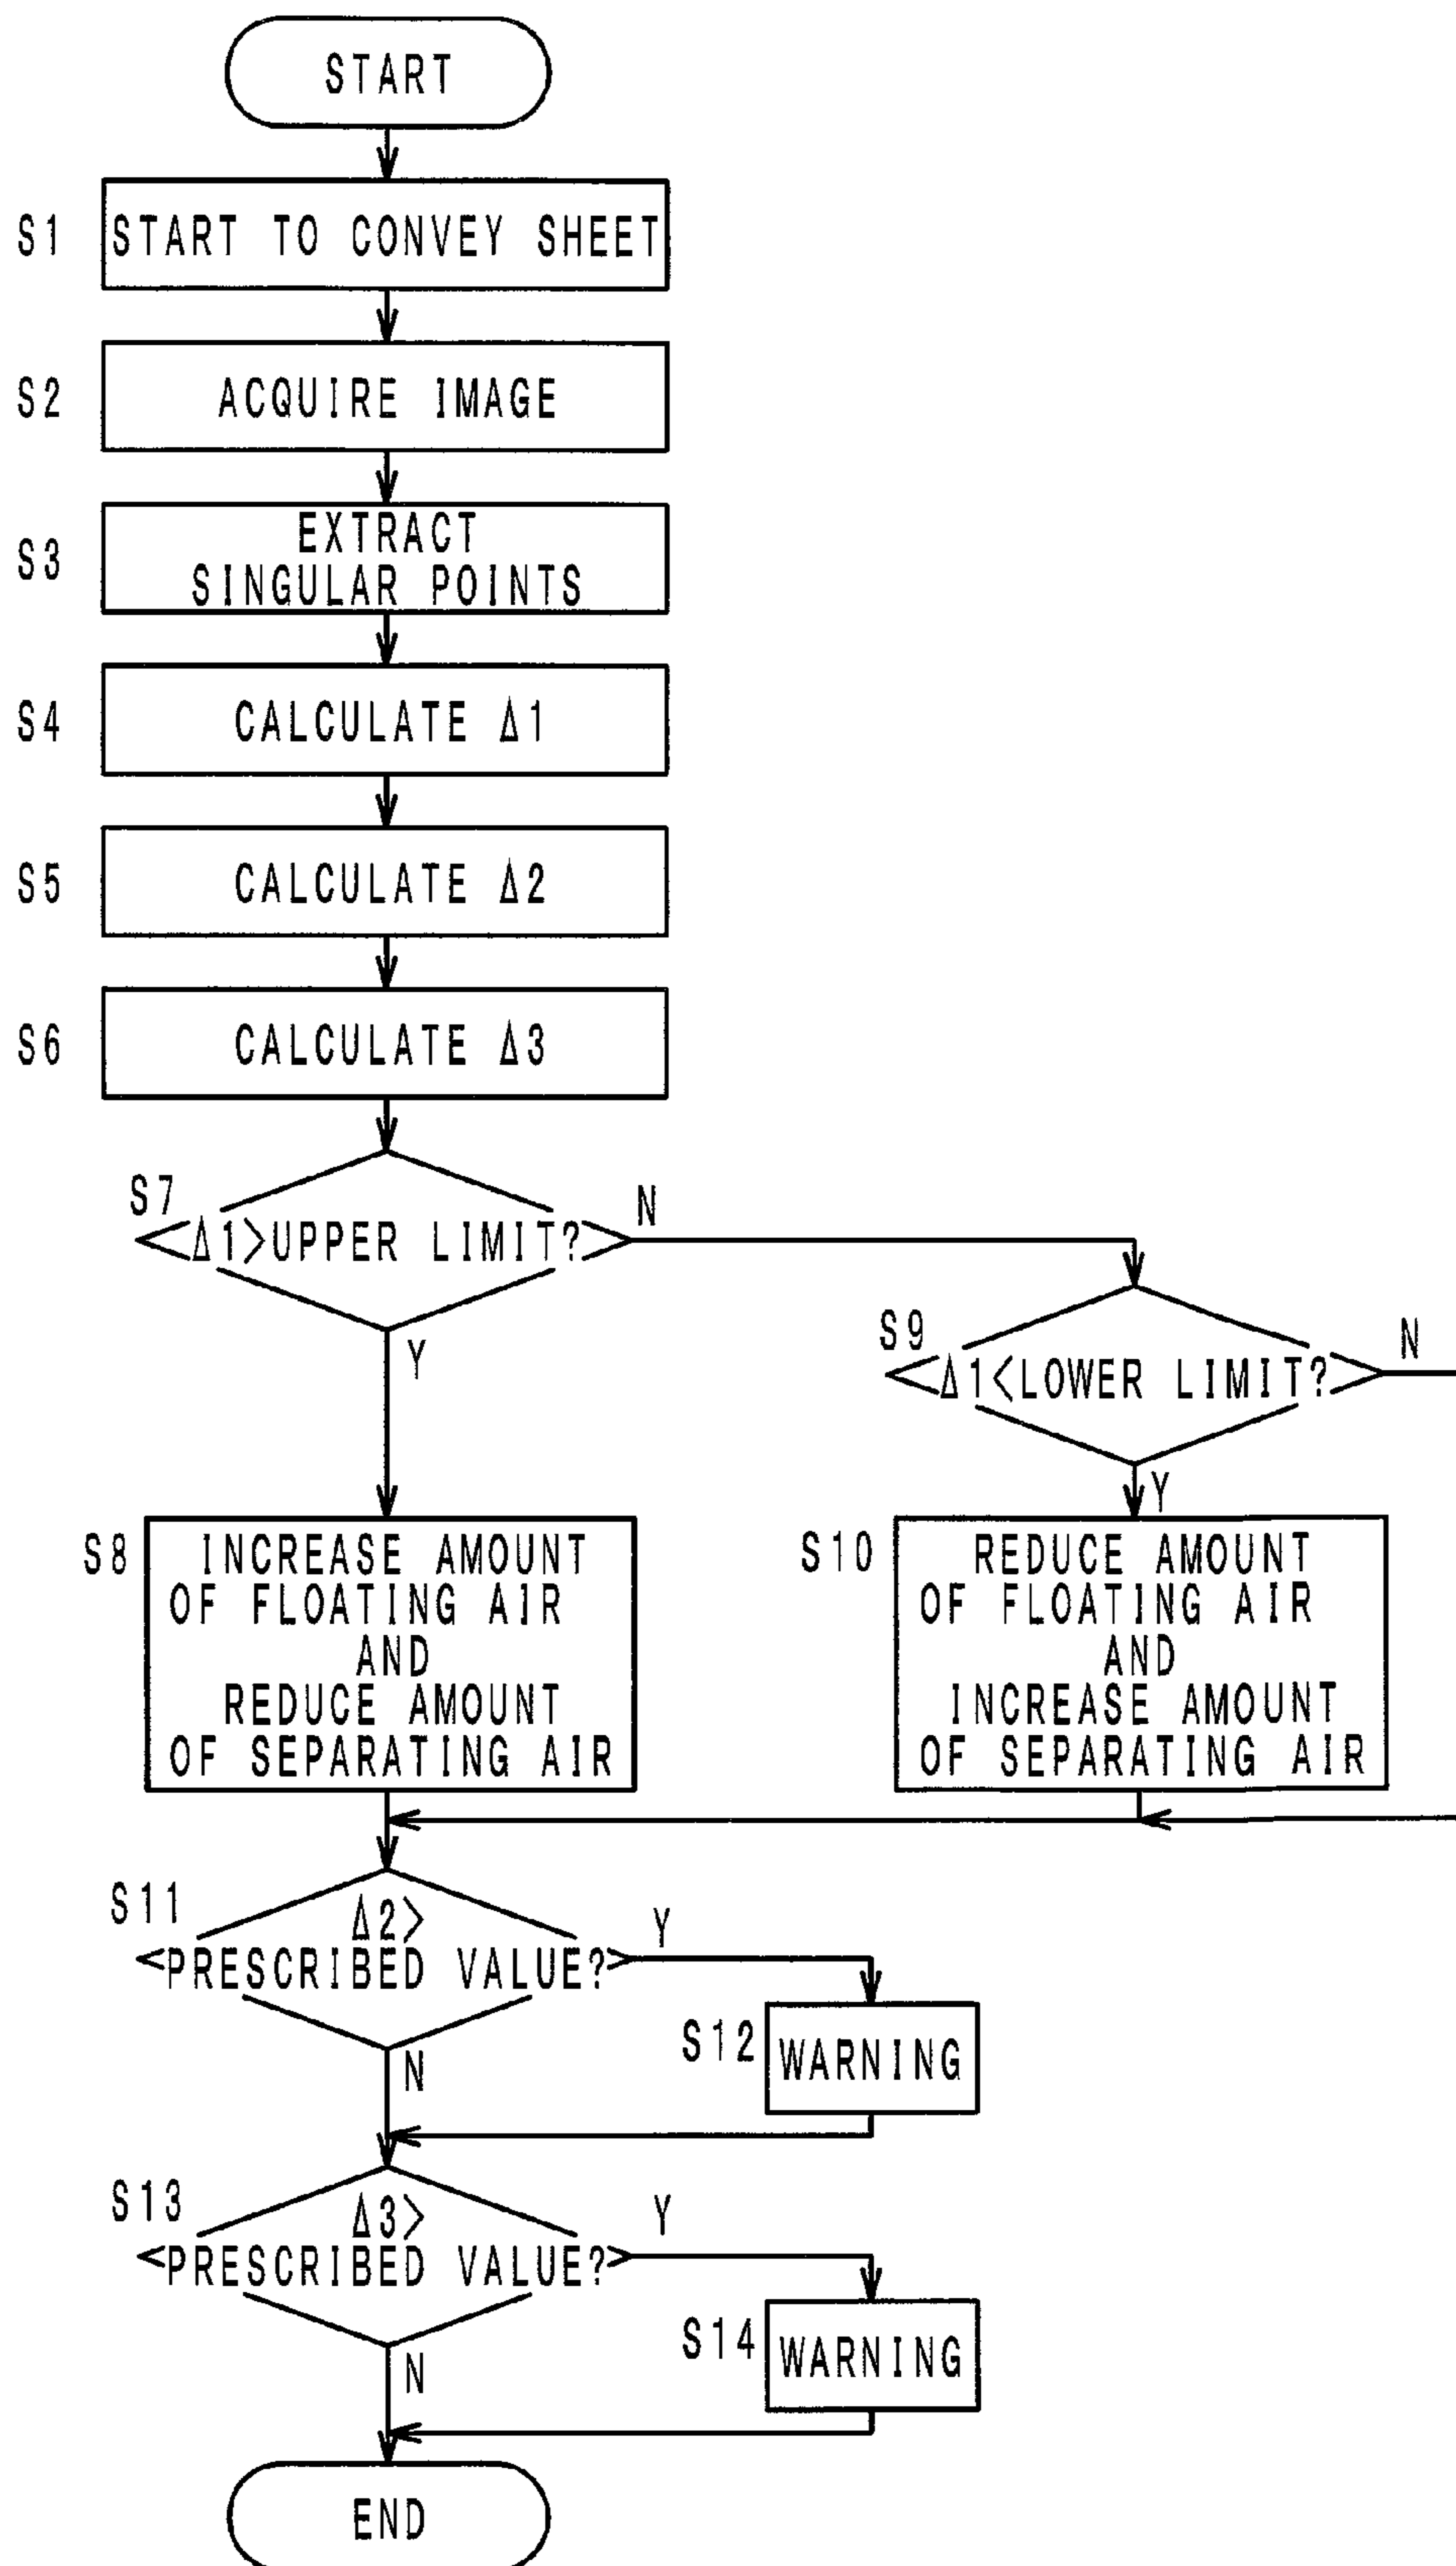 START
S1
START TO CONVEY SHEET
S2
ACQUIRE IMAGE
S3
EXTRACT
SINGULAR POINTS
S4
CALCULATE Δ1
S5
CALCULATE Δ2
S6
CALCULATE Δ3
S7
Δ1>UPPER LIMIT?
N
Y
S9
Δ1<LOWER LIMIT?
N
Y
S8
INCREASE AMOUNT
OF FLOATING AIR
AND
REDUCE AMOUNT
OF SEPARATING AIR
S10
REDUCE AMOUNT
OF FLOATING AIR
AND
INCREASE AMOUNT
OF SEPARATING AIR
S11
Δ2>
PRESCRIBED VALUE?
Y
N
S12
WARNING
S13
Δ3>
PRESCRIBED VALUE?
Y
N
S14
WARNING
END